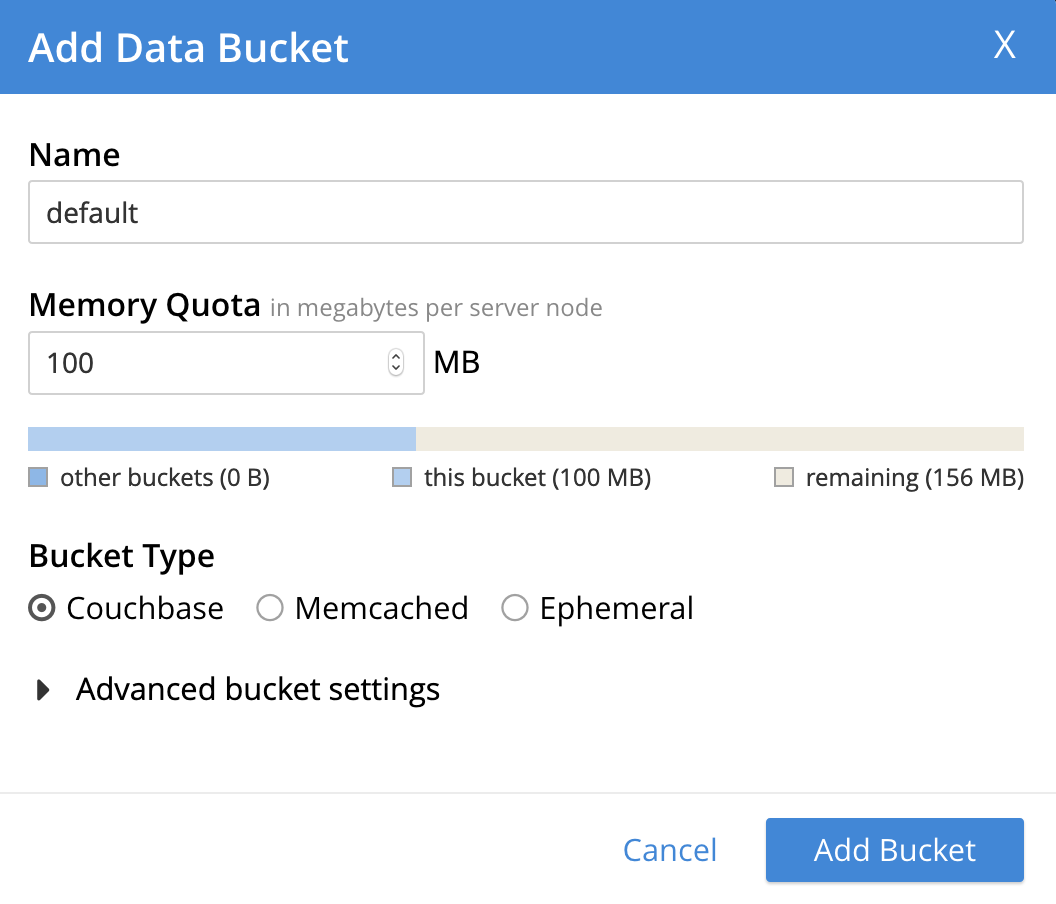 Add Data Bucket X
Name
default
Memory Quota in megabytes per server node
100 MB
other buckets (0 B) this bucket (100 MB) remaining (156 MB)
Bucket Type
Couchbase Memcached Ephemeral
Advanced bucket settings
Cancel Add Bucket